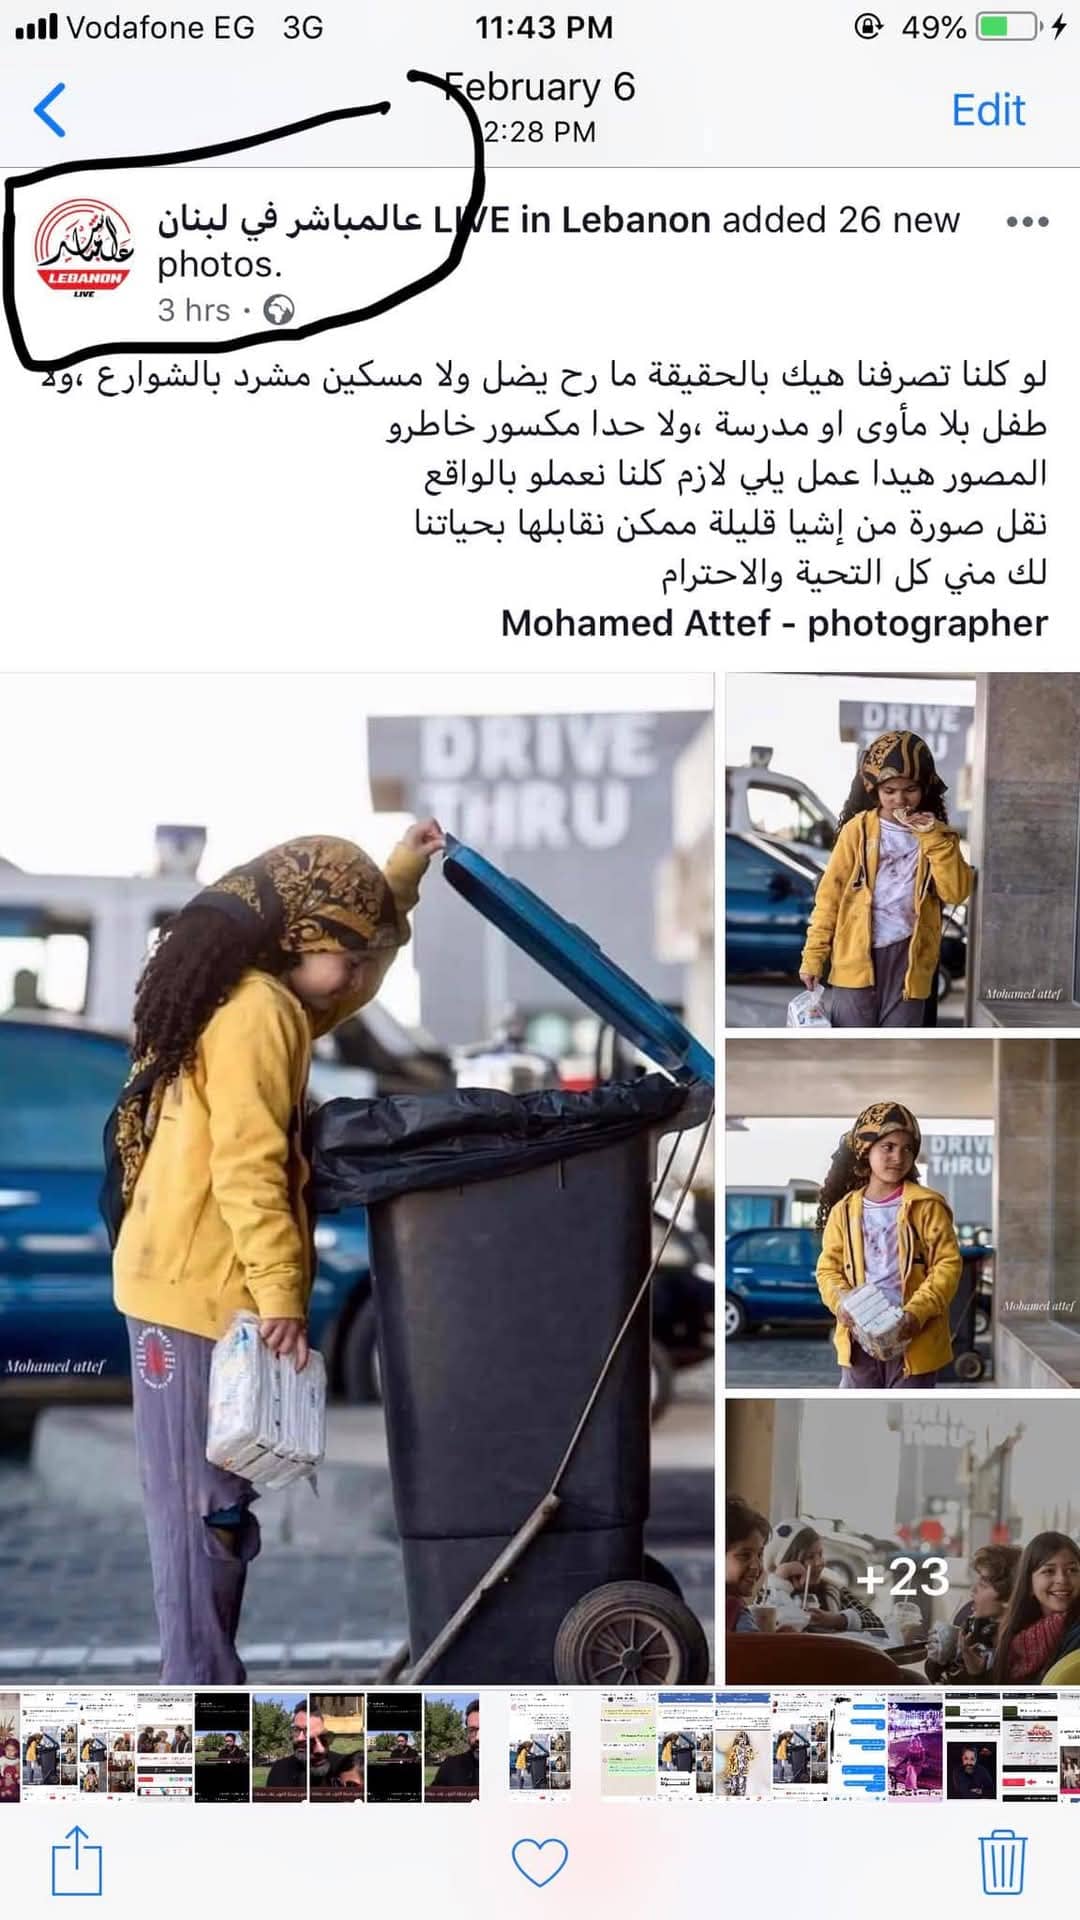 Vodafone EG 3G 11:43 PM 49%
February 6
2:28 PM
Edit
عالمباشر في لبنان LIVE in Lebanon added 26 new
photos.
3 hrs
عالمباشر
LEBANON
LIVE
لو كلنا تصرفنا هيك بالحقيقة ما رح يضل ولا مسكين مشرد بالشوارع ،ولا
طفل بلا مأوى او مدرسة ،ولا حدا مكسور خاطرو
المصور هيدا عمل يلي لازم كلنا نعملو بالواقع
نقل صورة من إشيا قليلة ممكن نقابلها بحياتنا
لك مني كل التحية والاحترام
Mohamed Attef - photographer
DRIVE
THRU
Mohamed attef
DRIVE
Mohamed attef
DRIVE
THRU
Mohamed attef
+23